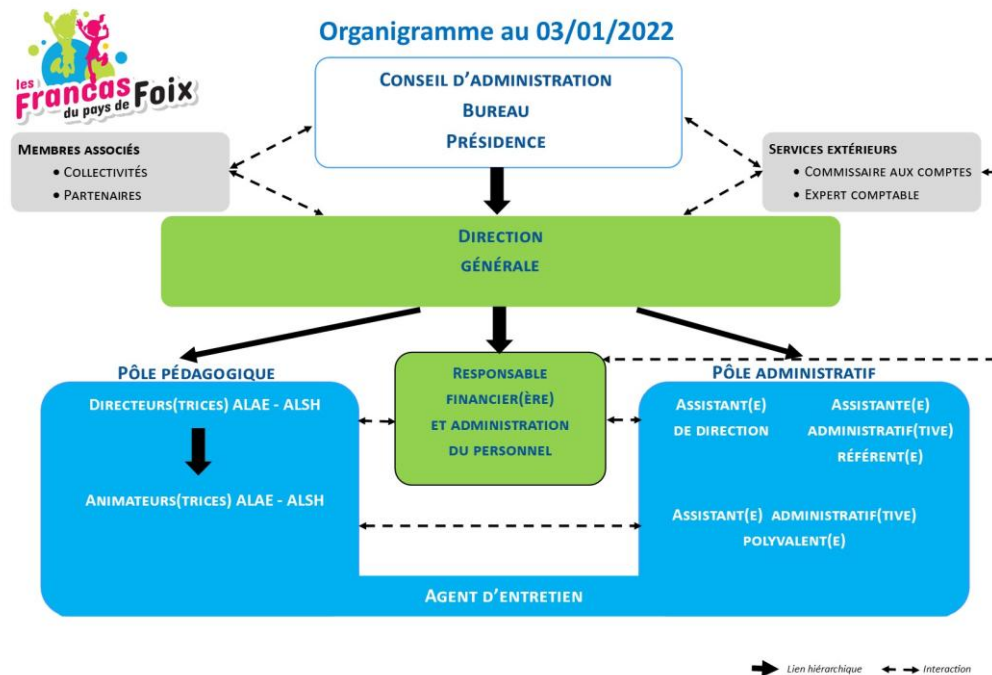 les
Francas
du pays de Foix
Organigramme au 03/01/2022
CONSEIL D'ADMINISTRATION
BUREAU
PRÉSIDENCE
MEMBRES ASSOCIÉS
• COLLECTIVITÉS
• PARTENAIRES
SERVICES EXTÉRIEURS
• COMMISSAIRE AUX COMPTES
• EXPERT COMPTABLE
DIRECTION
GÉNÉRALE
PÔLE PÉDAGOGIQUE
DIRECTEURS(TRICES) ALAE - ALSH
ANIMATEURS(TRICES) ALAE - ALSH
RESPONSABLE
FINANCIER(ÈRE)
ET ADMINISTRATION
DU PERSONNEL
PÔLE ADMINISTRATIF
ASSISTANT(E)
DE DIRECTION
ASSISTANTE(E)
ADMINISTRATIF(TIVE)
RÉFÉRENT(E)
ASSISTANT(E) ADMINISTRATIF(TIVE)
POLYVALENT(E)
AGENT D'ENTRETIEN
Lien hiérarchique
Interaction